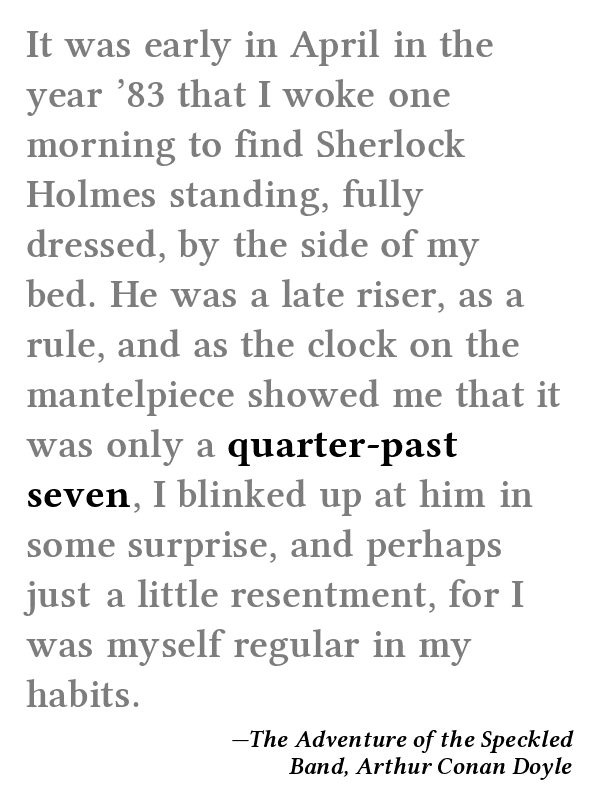 It was early in April in the
year ’83 that I woke one
morning to find Sherlock
Holmes standing, fully
dressed, by the side of my
bed. He was a late riser, as a
rule, and as the clock on the
mantelpiece showed me that it
was only a quarter-past
seven, I blinked up at him in
some surprise, and perhaps
just a little resentment, for I
was myself regular in my
habits.
—The Adventure of the Speckled
Band, Arthur Conan Doyle